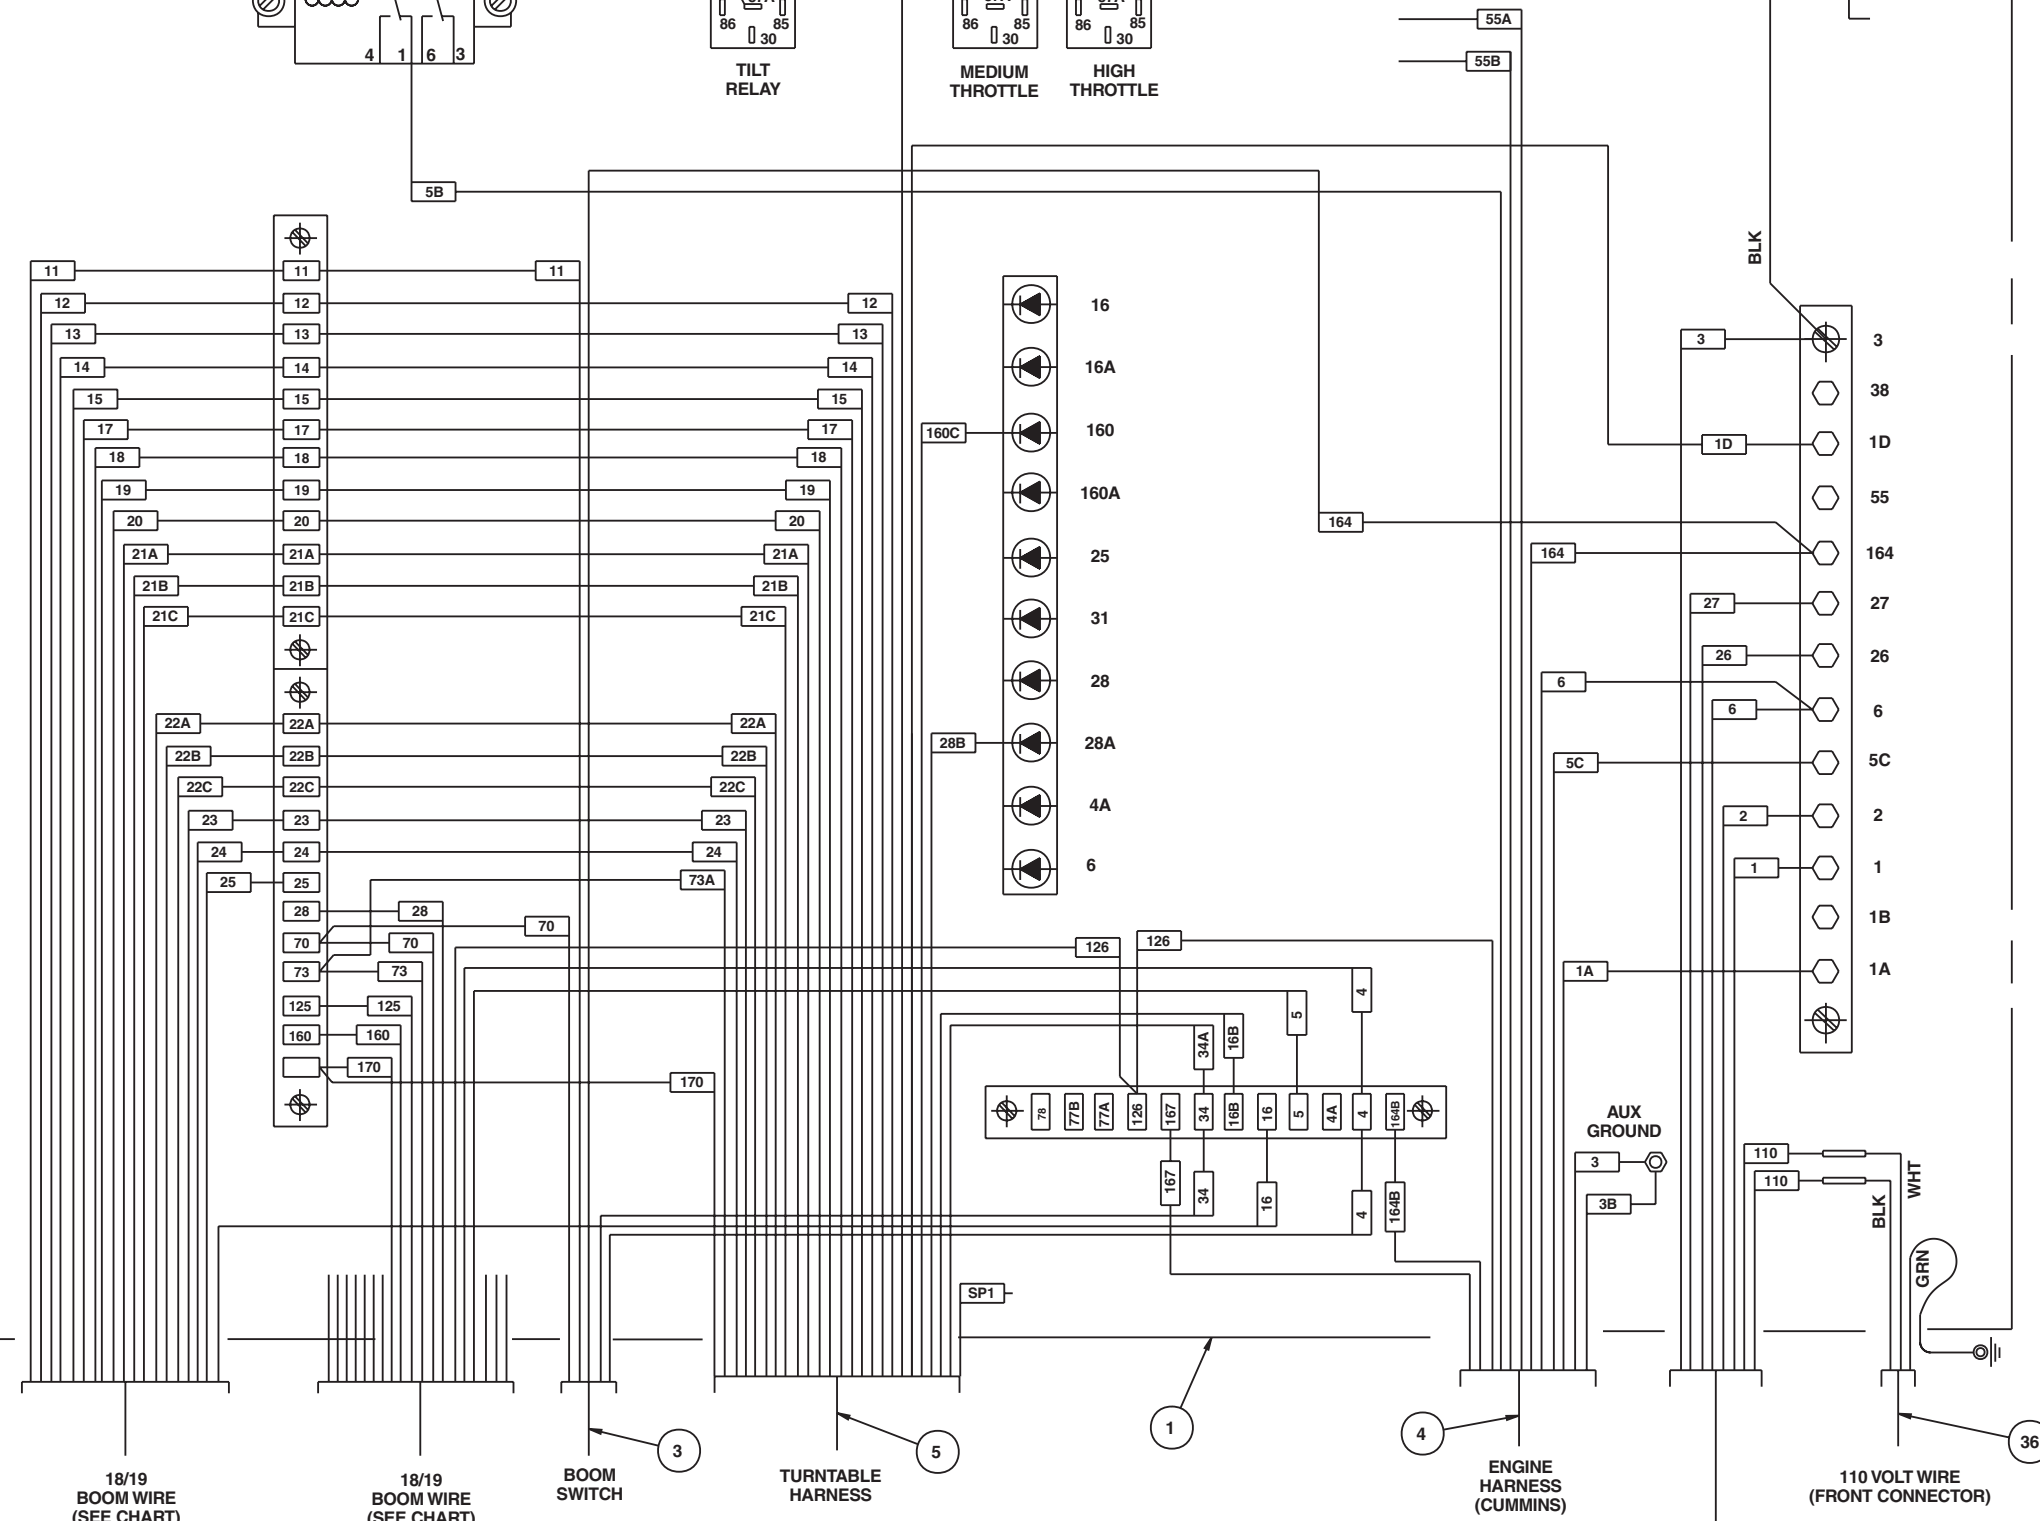 4 1 6 3
87A
86 85
30
TILT
RELAY
86 85
30
MEDIUM
THROTTLE
87A
86 85
30
HIGH
THROTTLE
55A
55B
5B
BLK
11 11 11
12 12 12
13 13 13
14 14 14
15 15 15
17 17 17
18 18 18
19 19 19
20 20 20
21A 21A 21A
21B 21B 21B
21C 21C 21C
22A 22A 22A
22B 22B 22B
22C 22C 22C
23 23 23
24 24 24
25 25 73A
28 28
70 70 70
73 73
125 125
160 160
170 170
16
16A
160C 160
160A
25
31
28
28B 28A
4A
6
3 3
38
1D 1D
55
164
164 164
27 27
26 26
6
6 6
5C 5C
2 2
1 1
1B
1A 1A
126 126
4
5
34A 16B
78 77B 77A 126 167 34 16B 16 5 4A 4 164B
167 34 16 4 164B
AUX
GROUND
3
3B
110
110
WHT
BLK
GRN
SP1
1
3
5
4
36
18/19
BOOM WIRE
(SEE CHART)
18/19
BOOM WIRE
(SEE CHART)
BOOM
SWITCH
TURNTABLE
HARNESS
ENGINE
HARNESS
(CUMMINS)
110 VOLT WIRE
(FRONT CONNECTOR)